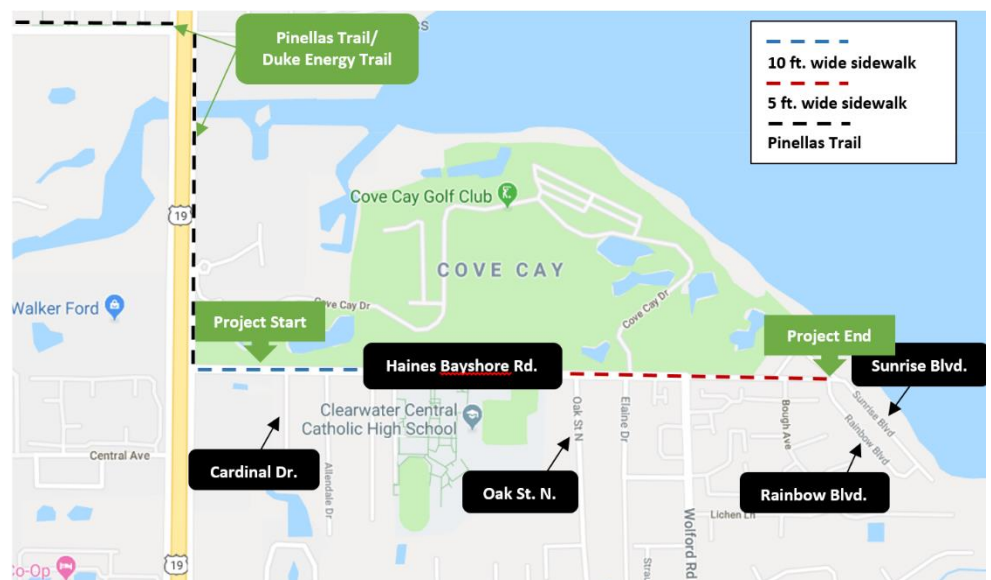 Pinellas Trail/
Duke Energy Trail
10 ft. wide sidewalk
5 ft. wide sidewalk
Pinellas Trail
19
Cove Cay Golf Club
COVE CAY
Walker Ford
Cove Cay Dr
Cove Cay Dr
Project Start
Project End
Haines Bayshore Rd.
Sunrise Blvd.
Clearwater Central
Catholic High School
Oak St N
Elaine Dr
Bough Ave
Sunrise Blvd
Rainbow Blvd
Central Ave
Cardinal Dr.
Allendale Dr
Oak St. N.
Rainbow Blvd.
Wolford Rd
Lichen Ln
19
Co-Op